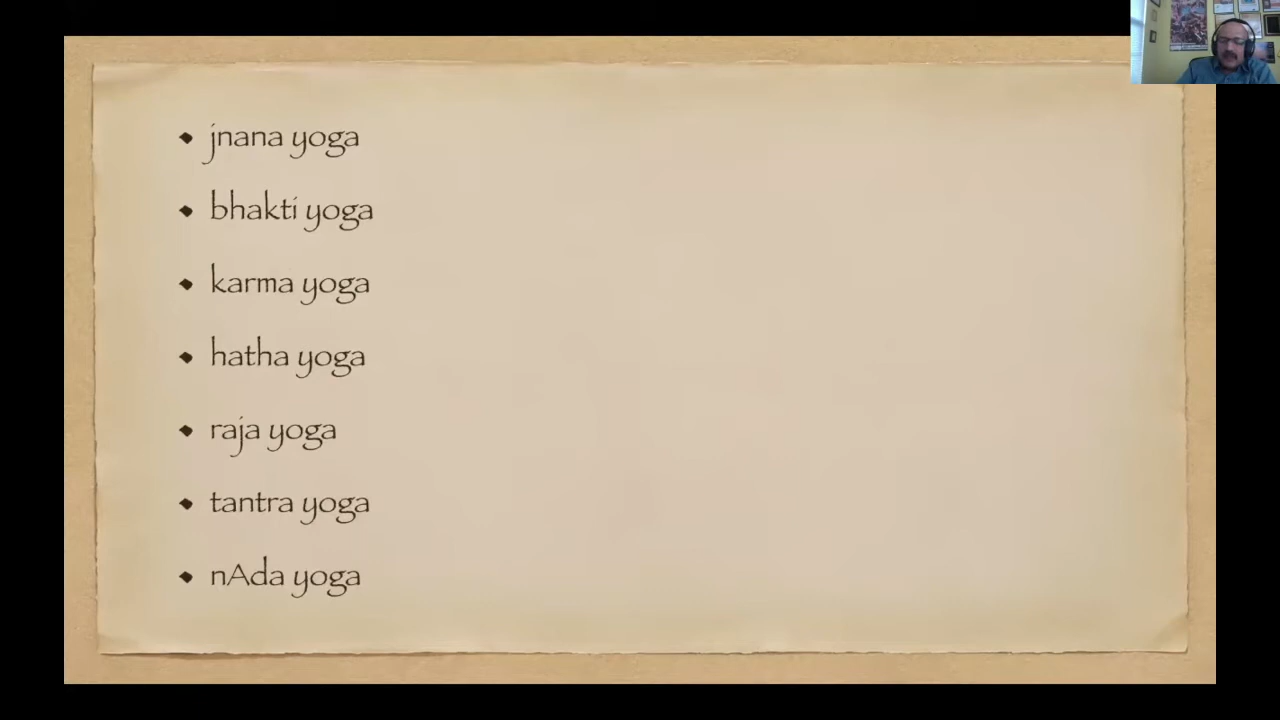 • jnana yoga
• bhakti yoga
• karma yoga
• hatha yoga
• raja yoga
• tantra yoga
• nAda yoga